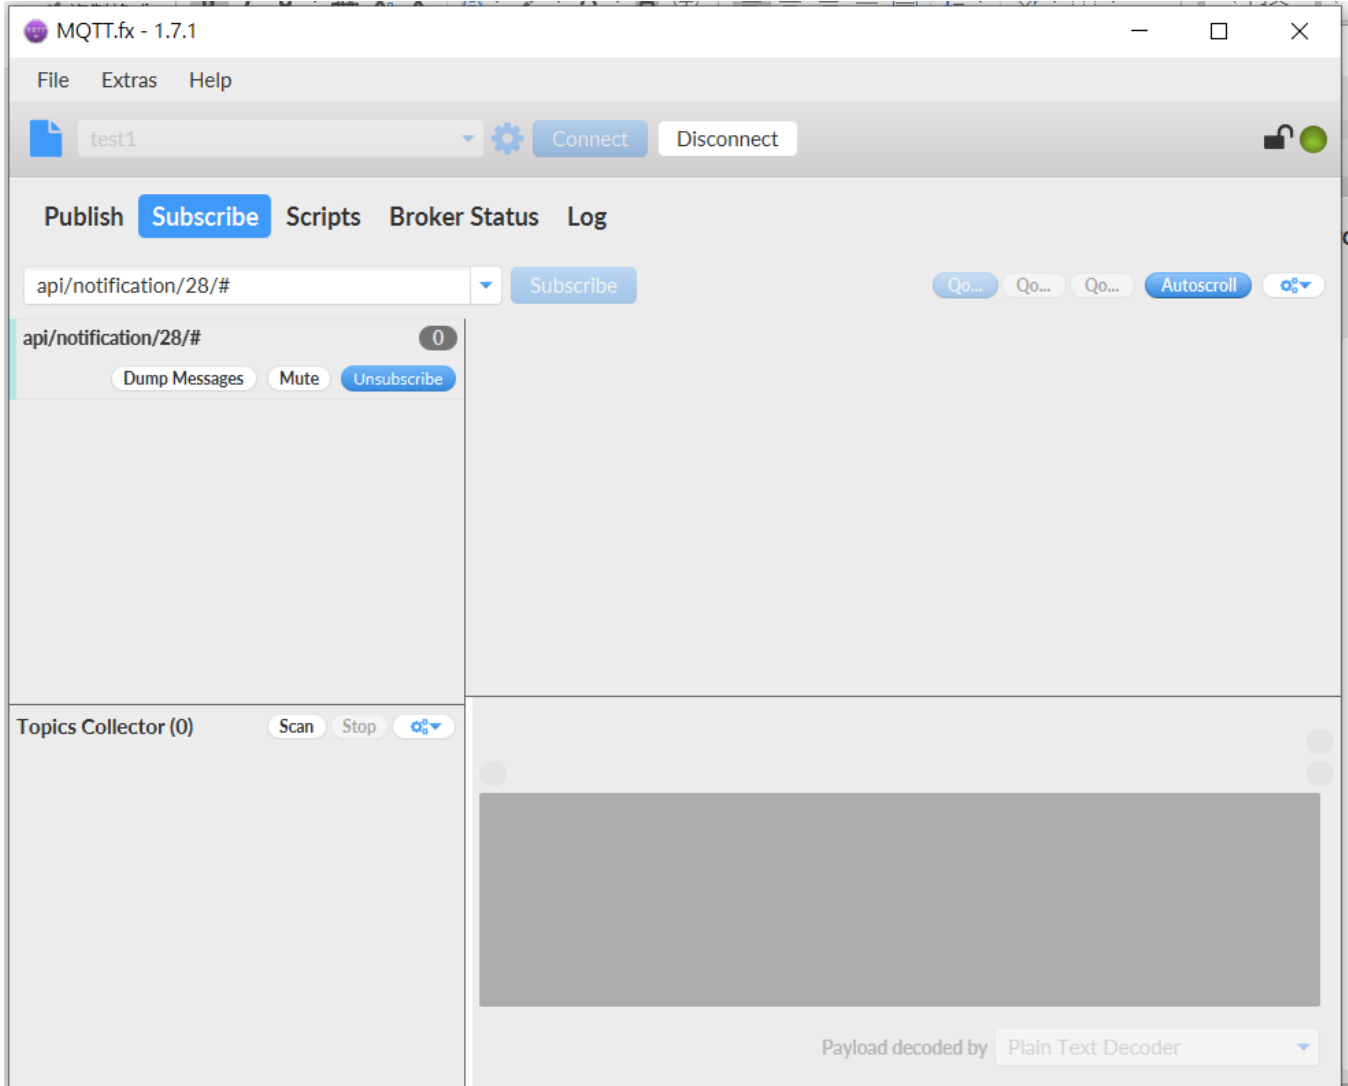 MQTT.fx - 1.7.1
File Extras Help
test1 Connect Disconnect
Publish Subscribe Scripts Broker Status Log
api/notification/28/# Subscribe Qo... Qo... Qo... Autoscroll
api/notification/28/# 0
Dump Messages Mute Unsubscribe
Topics Collector (0) Scan Stop
Payload decoded by Plain Text Decoder